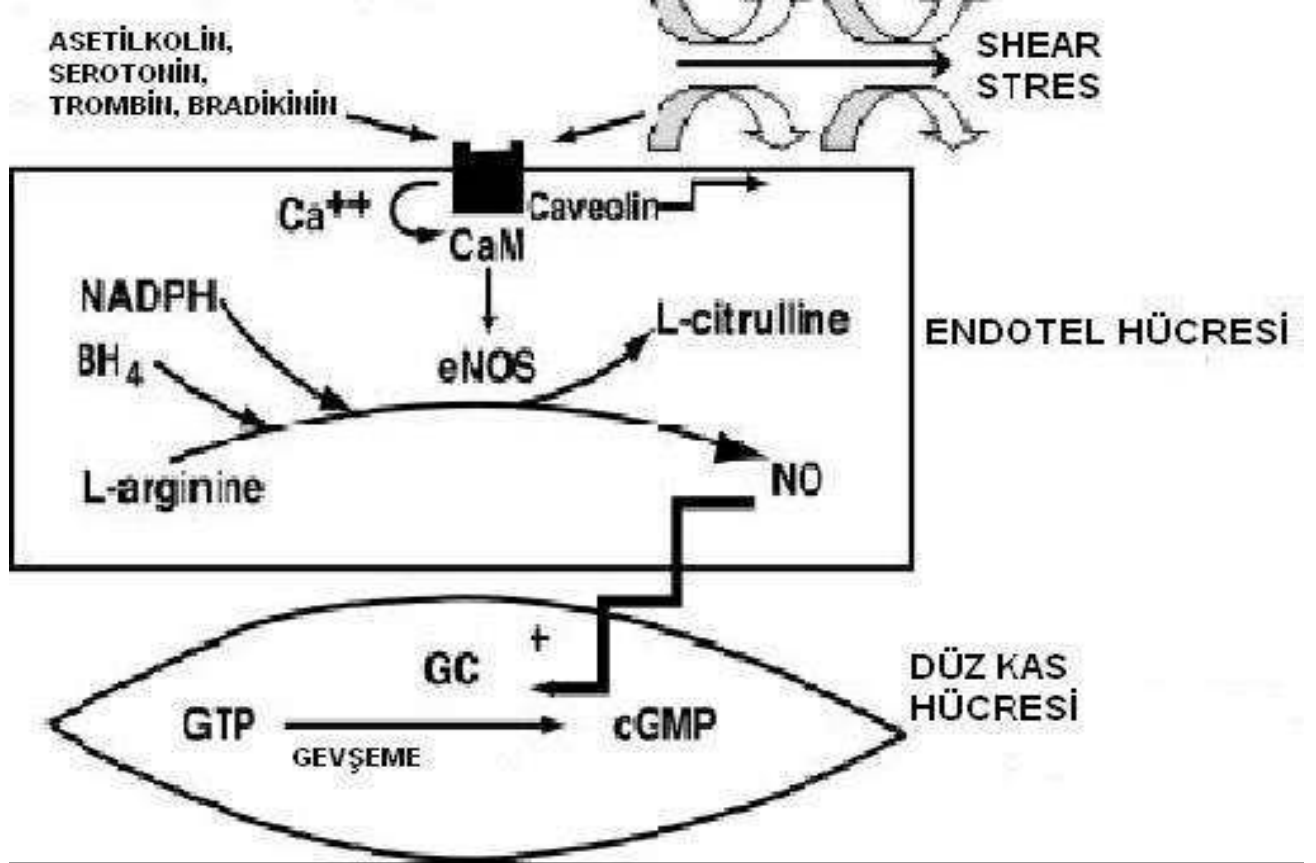 ASETİLKOLİN,
SEROTONİN,
TROMBİN, BRADİKİNİN
SHEAR
STRES
Ca++
Caveolin
CaM
NADPH
L-citrulline
ENDOTEL HÜCRESİ
BH4
eNOS
L-arginine
NO
+
GC
DÜZ KAS
HÜCRESİ
GTP
cGMP
GEVŞEME